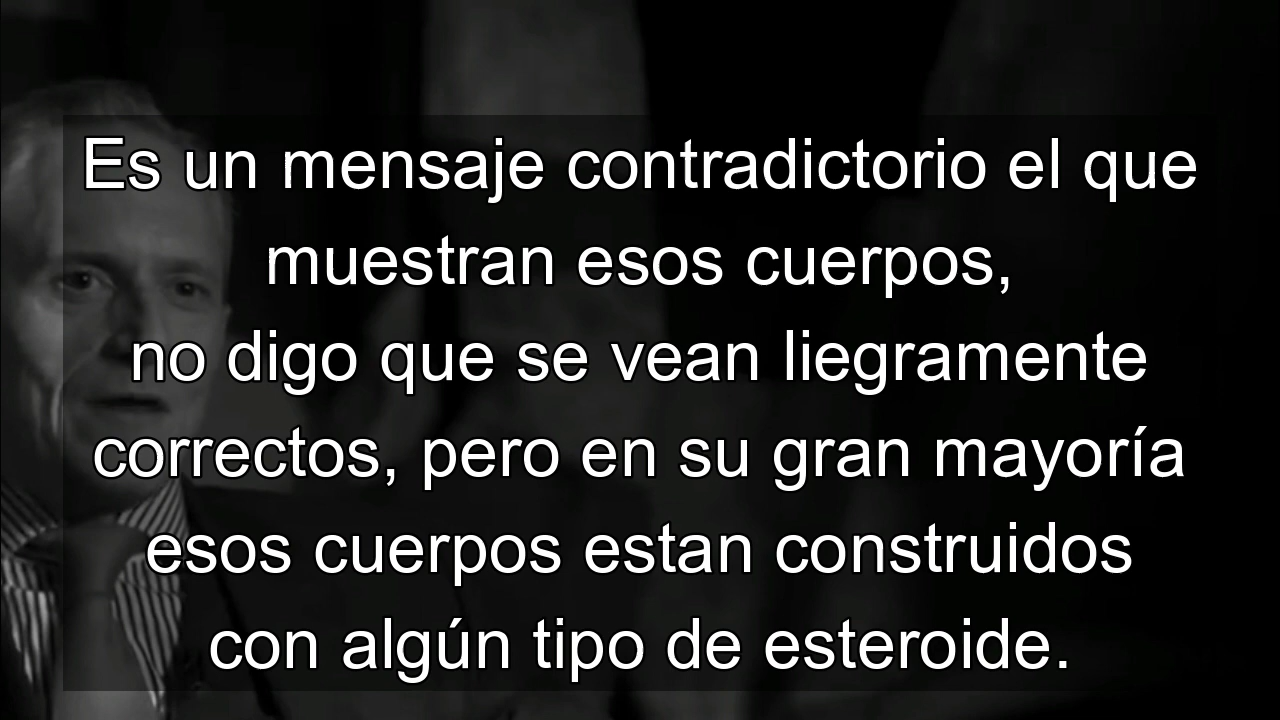 Es un mensaje contradictorio el que
muestran esos cuerpos,
no digo que se vean liegramente
correctos, pero en su gran mayoría
esos cuerpos estan construidos
con algún tipo de esteroide.